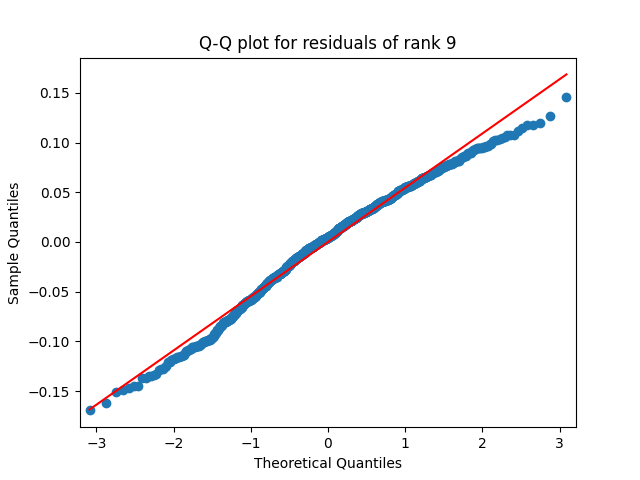 Q-Q plot for residuals of rank 9
0.15
0.10
0.05
0.00
−0.05
−0.10
−0.15
Sample Quantiles
−3 −2 −1 0 1 2 3
Theoretical Quantiles